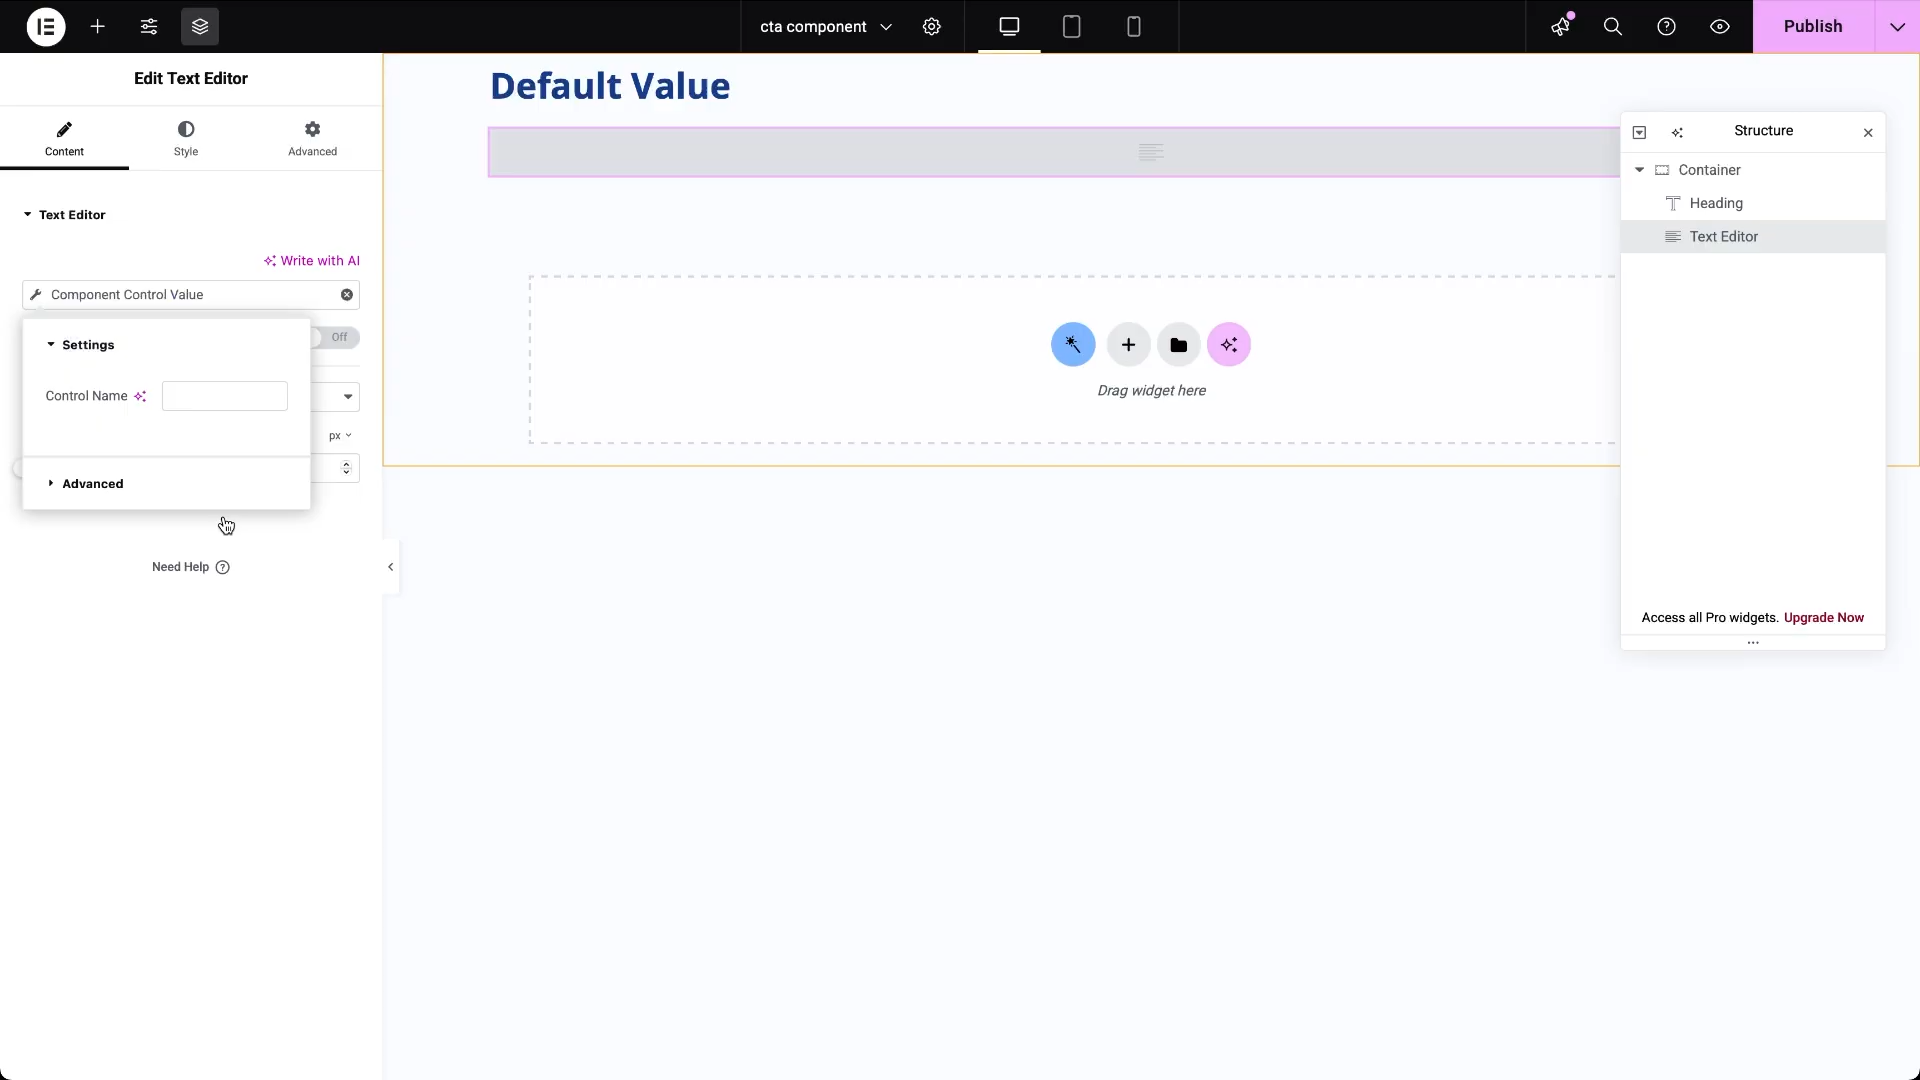 cta component
Publish
Edit Text Editor
Content
Style
Advanced
Text Editor
Write with AI
Component Control Value
Off
Settings
Control Name
px
Advanced
Need Help
Default Value
Drag widget here
Structure
Container
Heading
Text Editor
Access all Pro widgets. Upgrade Now